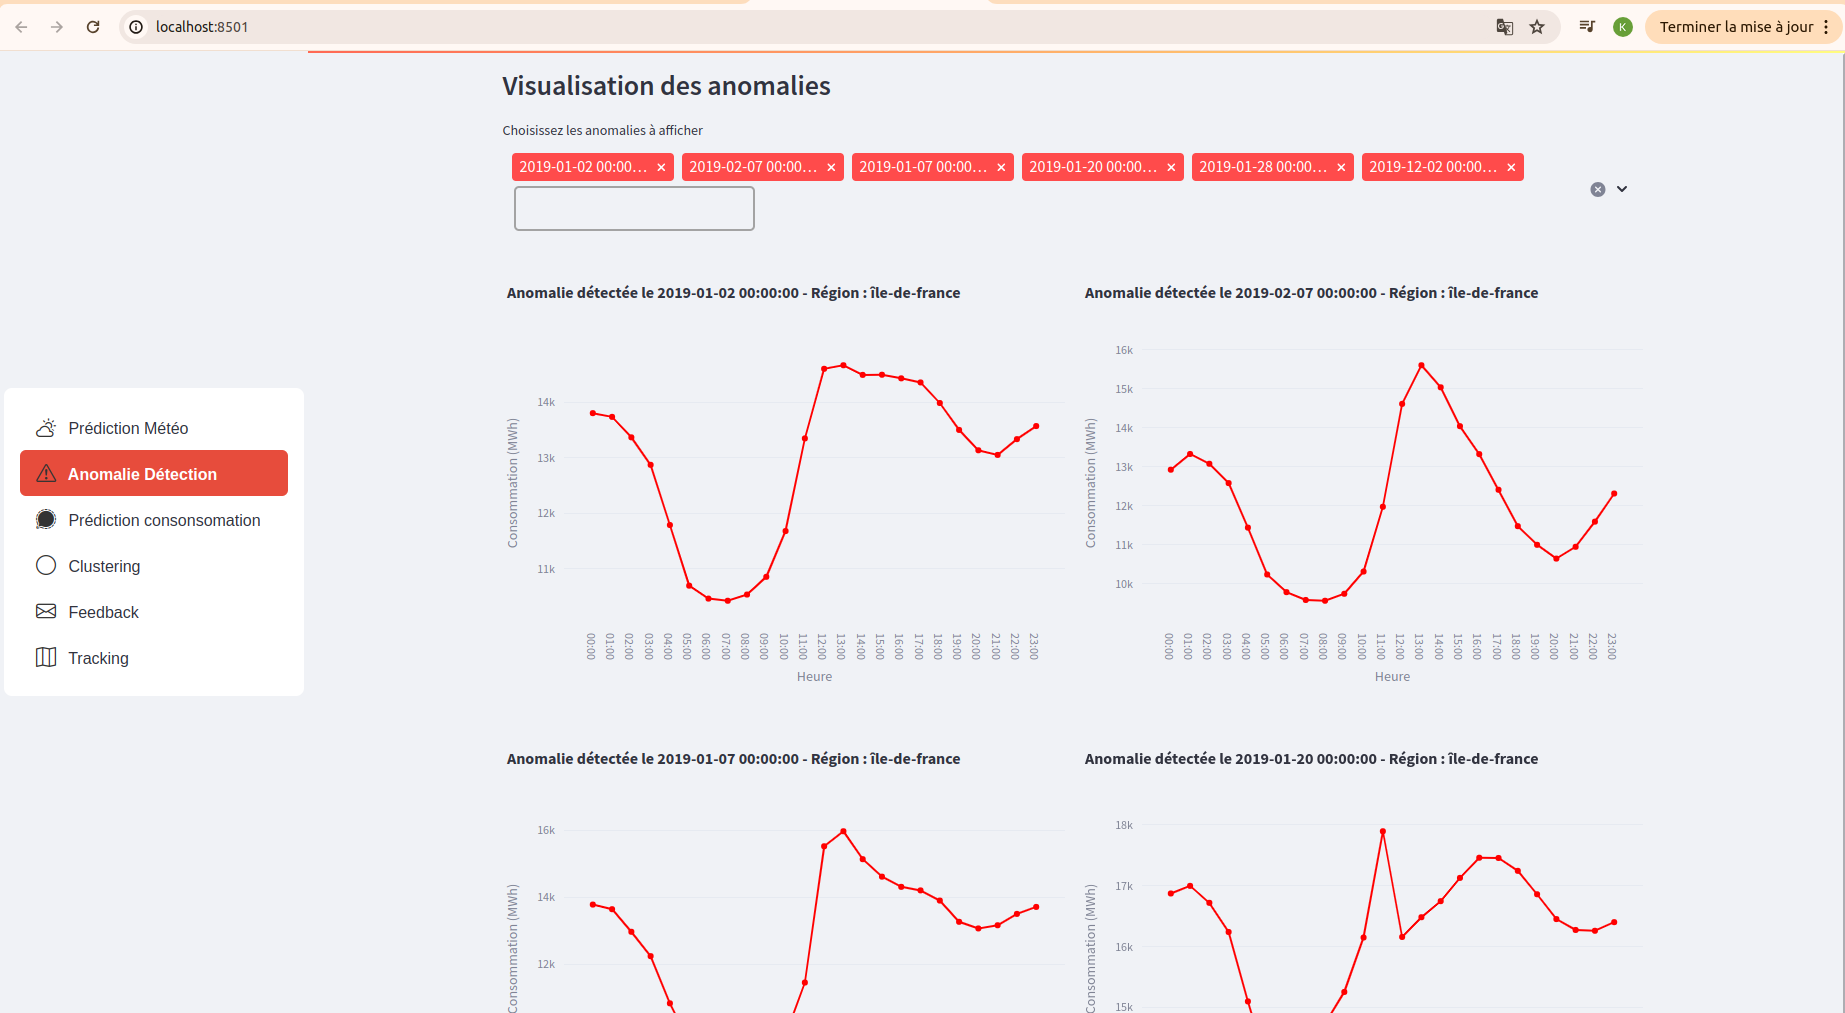 localhost:8501
K
Terminer la mise à jour
Visualisation des anomalies
Choisissez les anomalies à afficher
2019-01-02 00:00… × 2019-02-07 00:00… × 2019-01-07 00:00… × 2019-01-20 00:00… × 2019-01-28 00:00… × 2019-12-02 00:00… ×
Prédiction Météo
Anomalie Détection
Prédiction consonsomation
Clustering
Feedback
Tracking
Anomalie détectée le 2019-01-02 00:00:00 - Région : île-de-france
14k
13k
12k
11k
Consommation (MWh)
00:00 01:00 02:00 03:00 04:00 05:00 06:00 07:00 08:00 09:00 10:00 11:00 12:00 13:00 14:00 15:00 16:00 17:00 18:00 19:00 20:00 21:00 22:00 23:00
Heure
Anomalie détectée le 2019-02-07 00:00:00 - Région : île-de-france
16k
15k
14k
13k
12k
11k
10k
Consommation (MWh)
00:00 01:00 02:00 03:00 04:00 05:00 06:00 07:00 08:00 09:00 10:00 11:00 12:00 13:00 14:00 15:00 16:00 17:00 18:00 19:00 20:00 21:00 22:00 23:00
Heure
Anomalie détectée le 2019-01-07 00:00:00 - Région : île-de-france
16k
14k
12k
Consommation (MWh)
Anomalie détectée le 2019-01-20 00:00:00 - Région : île-de-france
18k
17k
16k
15k
Consommation (MWh)